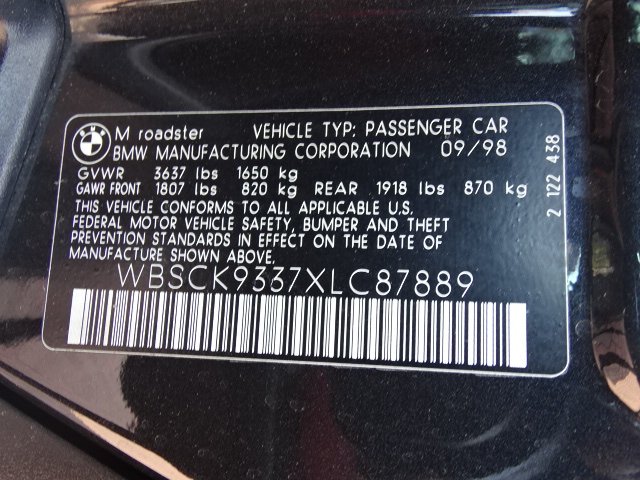 BMW
M roadster VEHICLE TYP: PASSENGER CAR
BMW MANUFACTURING CORPORATION 09/98
GVWR 3637 lbs 1650 kg
GAWR FRONT 1807 lbs 820 kg REAR 1918 lbs 870 kg
THIS VEHICLE CONFORMS TO ALL APPLICABLE U.S.
FEDERAL MOTOR VEHICLE SAFETY, BUMPER AND THEFT
PREVENTION STANDARDS IN EFFECT ON THE DATE OF
MANUFACTURE SHOWN ABOVE.
WBSCK9337XLC87889
2 122 438